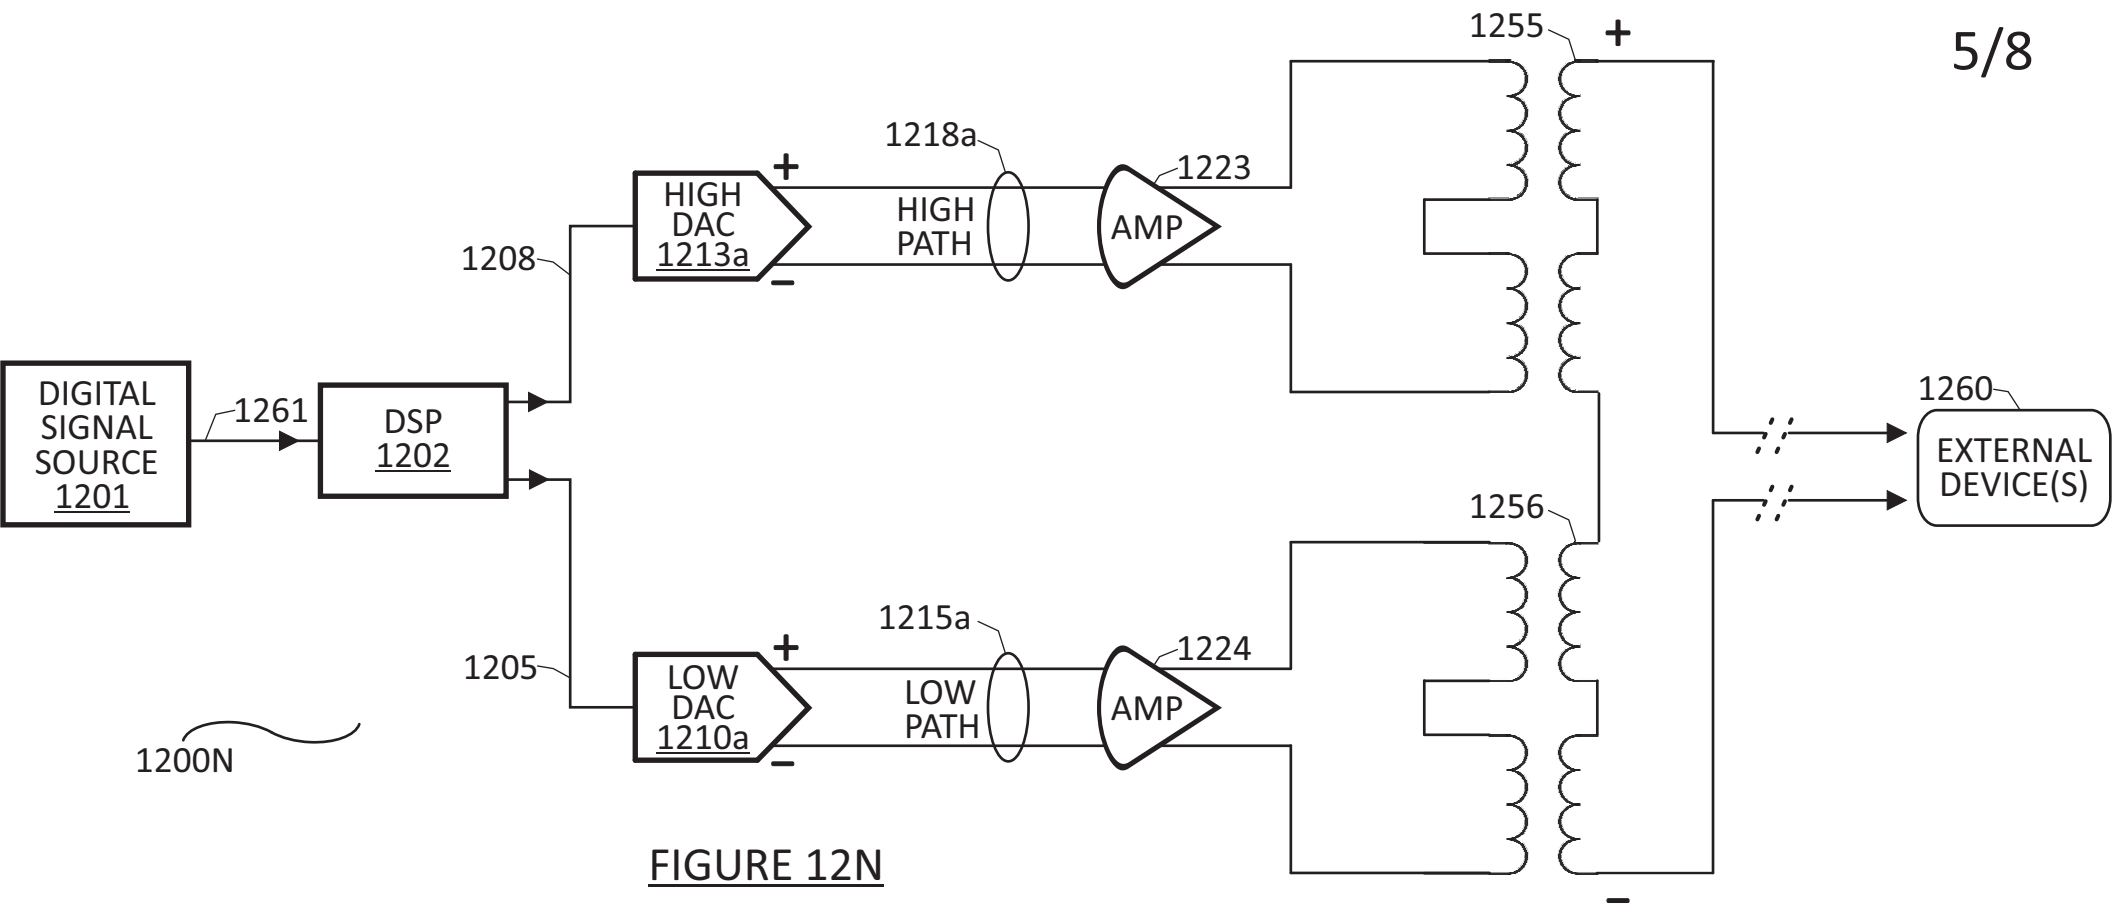 1255
+
5/8
1218a
+
1223
HIGH
DAC
1213a
HIGH
PATH
AMP
1208
−
1261
DIGITAL
SIGNAL
SOURCE
1201
DSP
1202
1260
EXTERNAL
DEVICE(S)
1256
1215a
+
1224
1205
LOW
DAC
1210a
LOW
PATH
AMP
−
1200N
FIGURE 12N
−